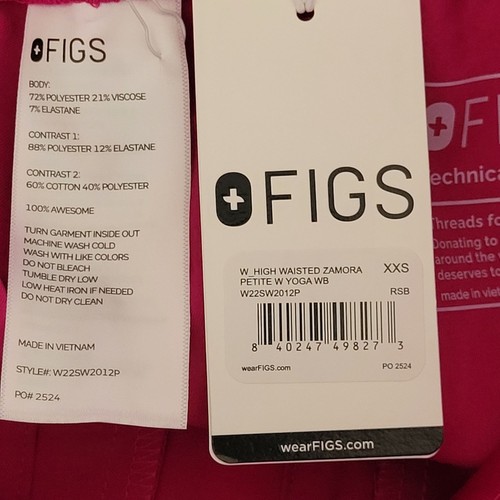 FIGS
BODY:
72% POLYESTER 21% VISCOSE
7% ELASTANE
CONTRAST 1:
88% POLYESTER 12% ELASTANE
CONTRAST 2:
60% COTTON 40% POLYESTER
100% AWESOME
TURN GARMENT INSIDE OUT
MACHINE WASH COLD
WASH WITH LIKE COLORS
DO NOT BLEACH
TUMBLE DRY LOW
LOW HEAT IRON IF NEEDED
DO NOT DRY CLEAN
MADE IN VIETNAM
STYLE#: W22SW2012P
PO# 2524
FIGS
W_HIGH WAISTED ZAMORA XXS
PETITE W YOGA WB
W22SW2012P RSB
8 40247 49827 3
wearFIGS.com PO 2524
wearFIGS.com
Threads fo
Donating to
around the
deserves to
made in viet